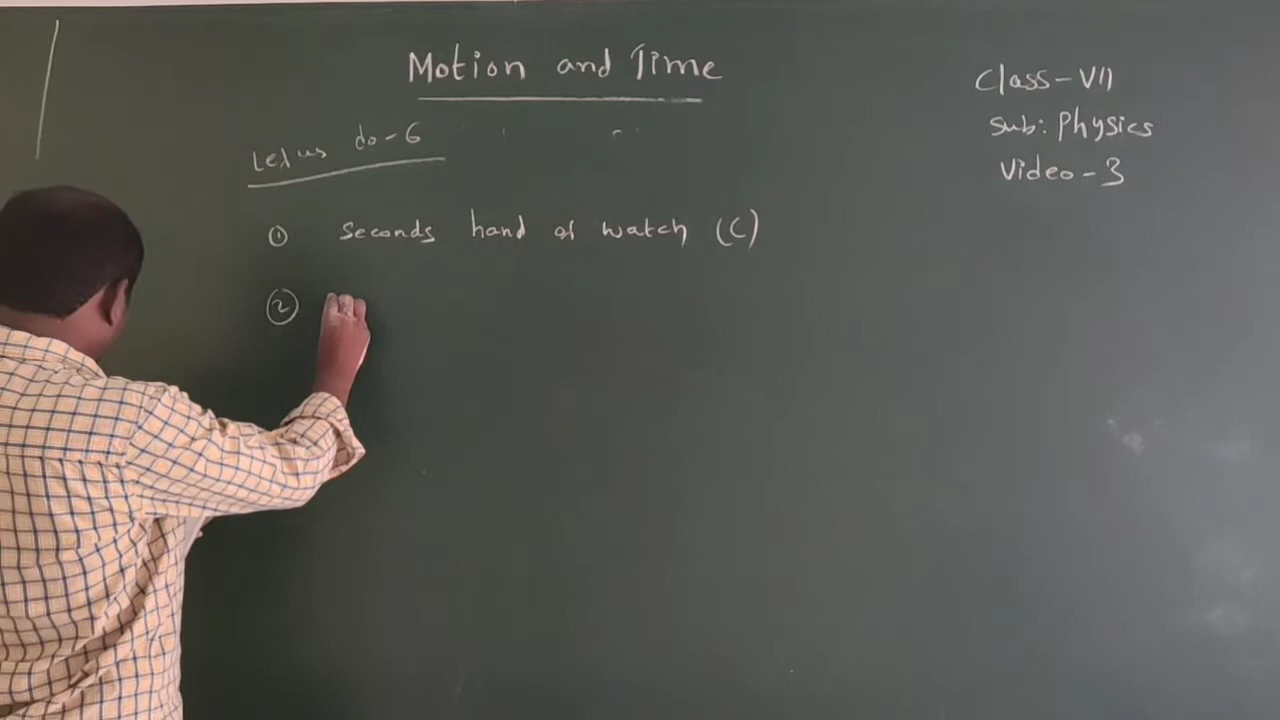 Motion and Time
Class-VII
Sub: Physics
Video-3
Let us do-6
① Seconds hand of watch (C)
②